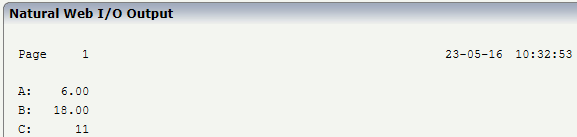 Natural Web I/O Output
Page 1 23-05-16 10:32:53
A: 6.00
B: 18.00
C: 11